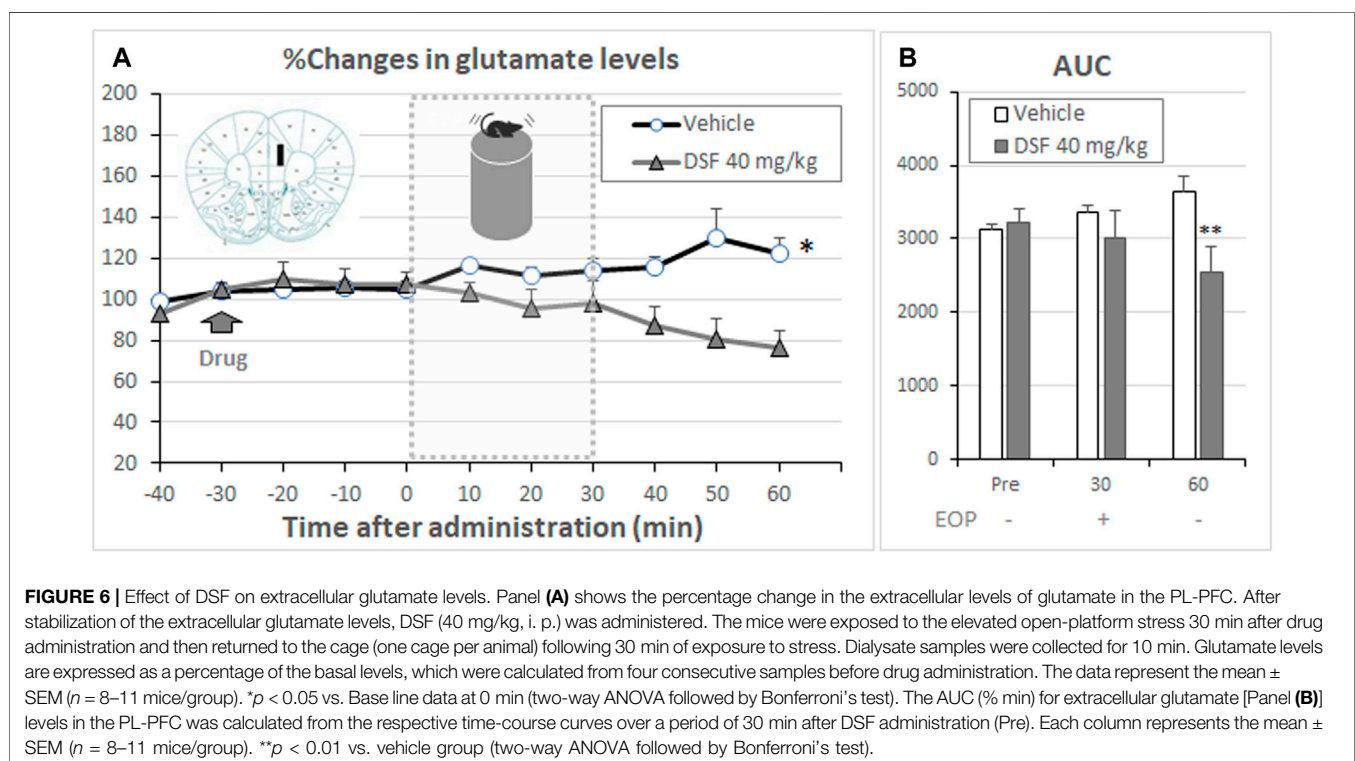 A
%Changes in glutamate levels
200
180
160
140
120
100
80
60
40
20
Vehicle
DSF 40 mg/kg
*
Drug
-40 -30 -20 -10 0 10 20 30 40 50 60
Time after administration (min)
B
AUC
5000
4000
3000
2000
1000
0
Vehicle
DSF 40 mg/kg
**
Pre 30 60
EOP - + -
FIGURE 6 | Effect of DSF on extracellular glutamate levels. Panel (A) shows the percentage change in the extracellular levels of glutamate in the PL-PFC. After
stabilization of the extracellular glutamate levels, DSF (40 mg/kg, i. p.) was administered. The mice were exposed to the elevated open-platform stress 30 min after drug
administration and then returned to the cage (one cage per animal) following 30 min of exposure to stress. Dialysate samples were collected for 10 min. Glutamate levels
are expressed as a percentage of the basal levels, which were calculated from four consecutive samples before drug administration. The data represent the mean ±
SEM (n = 8–11 mice/group). *p < 0.05 vs. Base line data at 0 min (two-way ANOVA followed by Bonferroni's test). The AUC (% min) for extracellular glutamate [Panel (B)]
levels in the PL-PFC was calculated from the respective time-course curves over a period of 30 min after DSF administration (Pre). Each column represents the mean ±
SEM (n = 8–11 mice/group). **p < 0.01 vs. vehicle group (two-way ANOVA followed by Bonferroni's test).